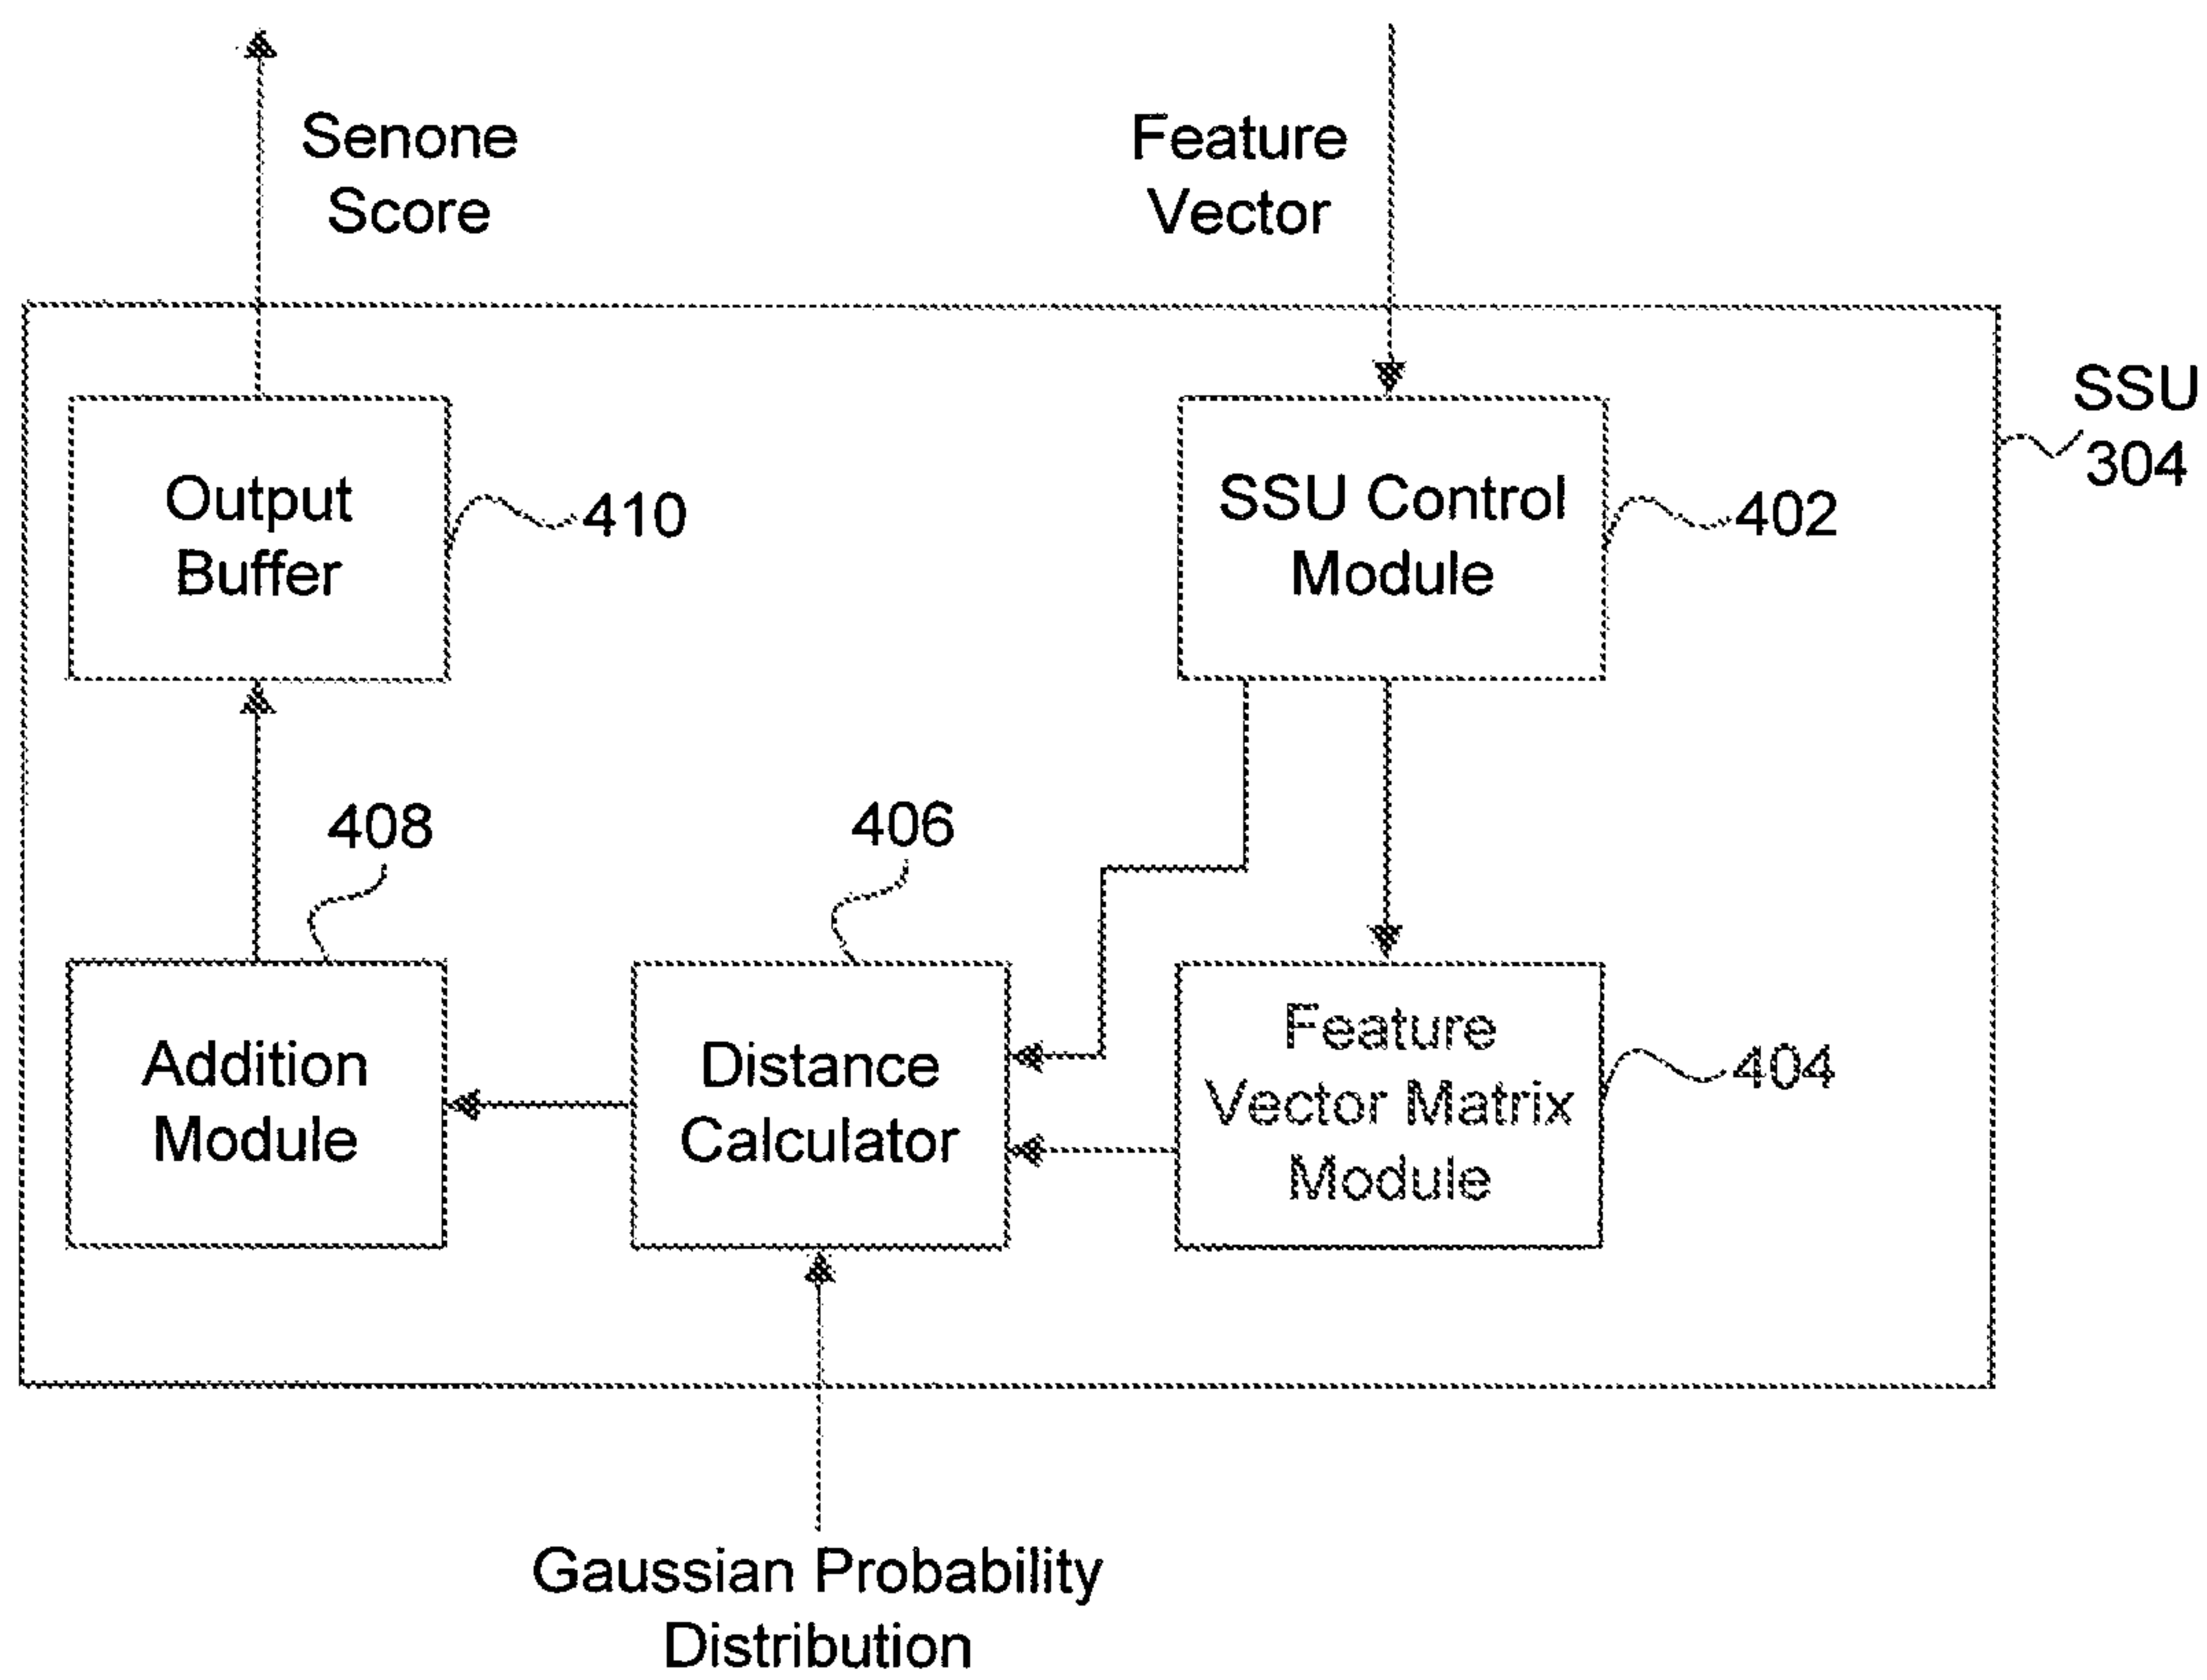 Senone
Score
Feature
Vector
SSU
304
Output
Buffer
410
SSU Control
Module
402
408
406
Addition
Module
Distance
Calculator
Feature
Vector Matrix
Module
404
Gaussian Probability
Distribution